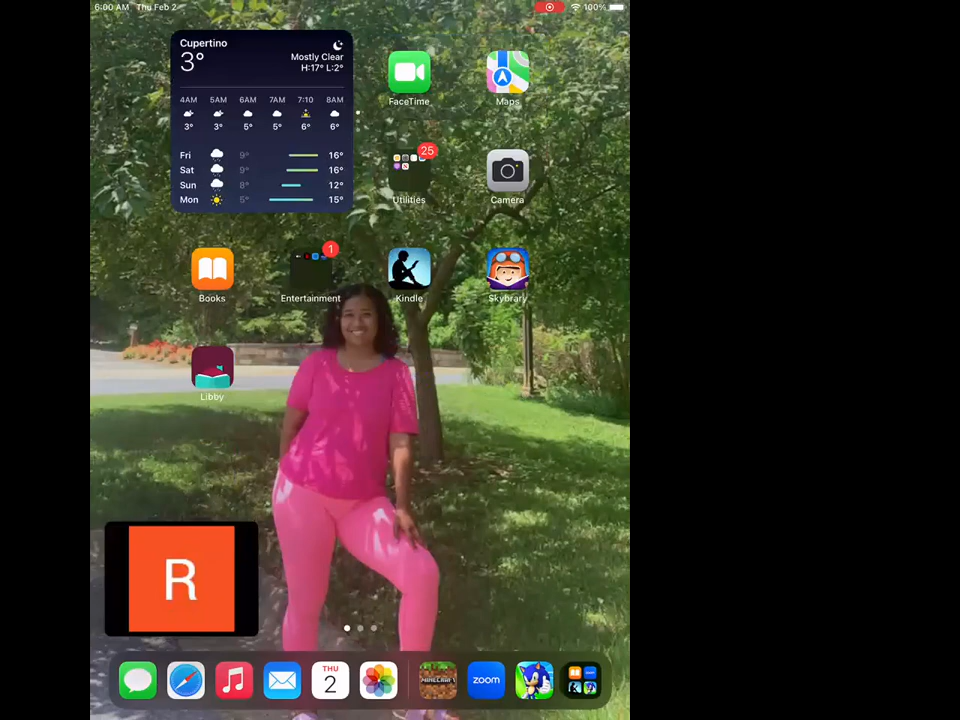 6:00 AM Thu Feb 2
100%
Cupertino
3°
Mostly Clear
H:17° L:2°
4AM 5AM 6AM 7AM 7:10 8AM
3° 3° 5° 5° 6° 6°
Fri 9° 16°
Sat 9° 16°
Sun 8° 12°
Mon 5° 15°
FaceTime
Maps
25
Utilities
Camera
Books
1
Entertainment
Kindle
Skybrary
Libby
R
THU
2
MINECRAFT
zoom